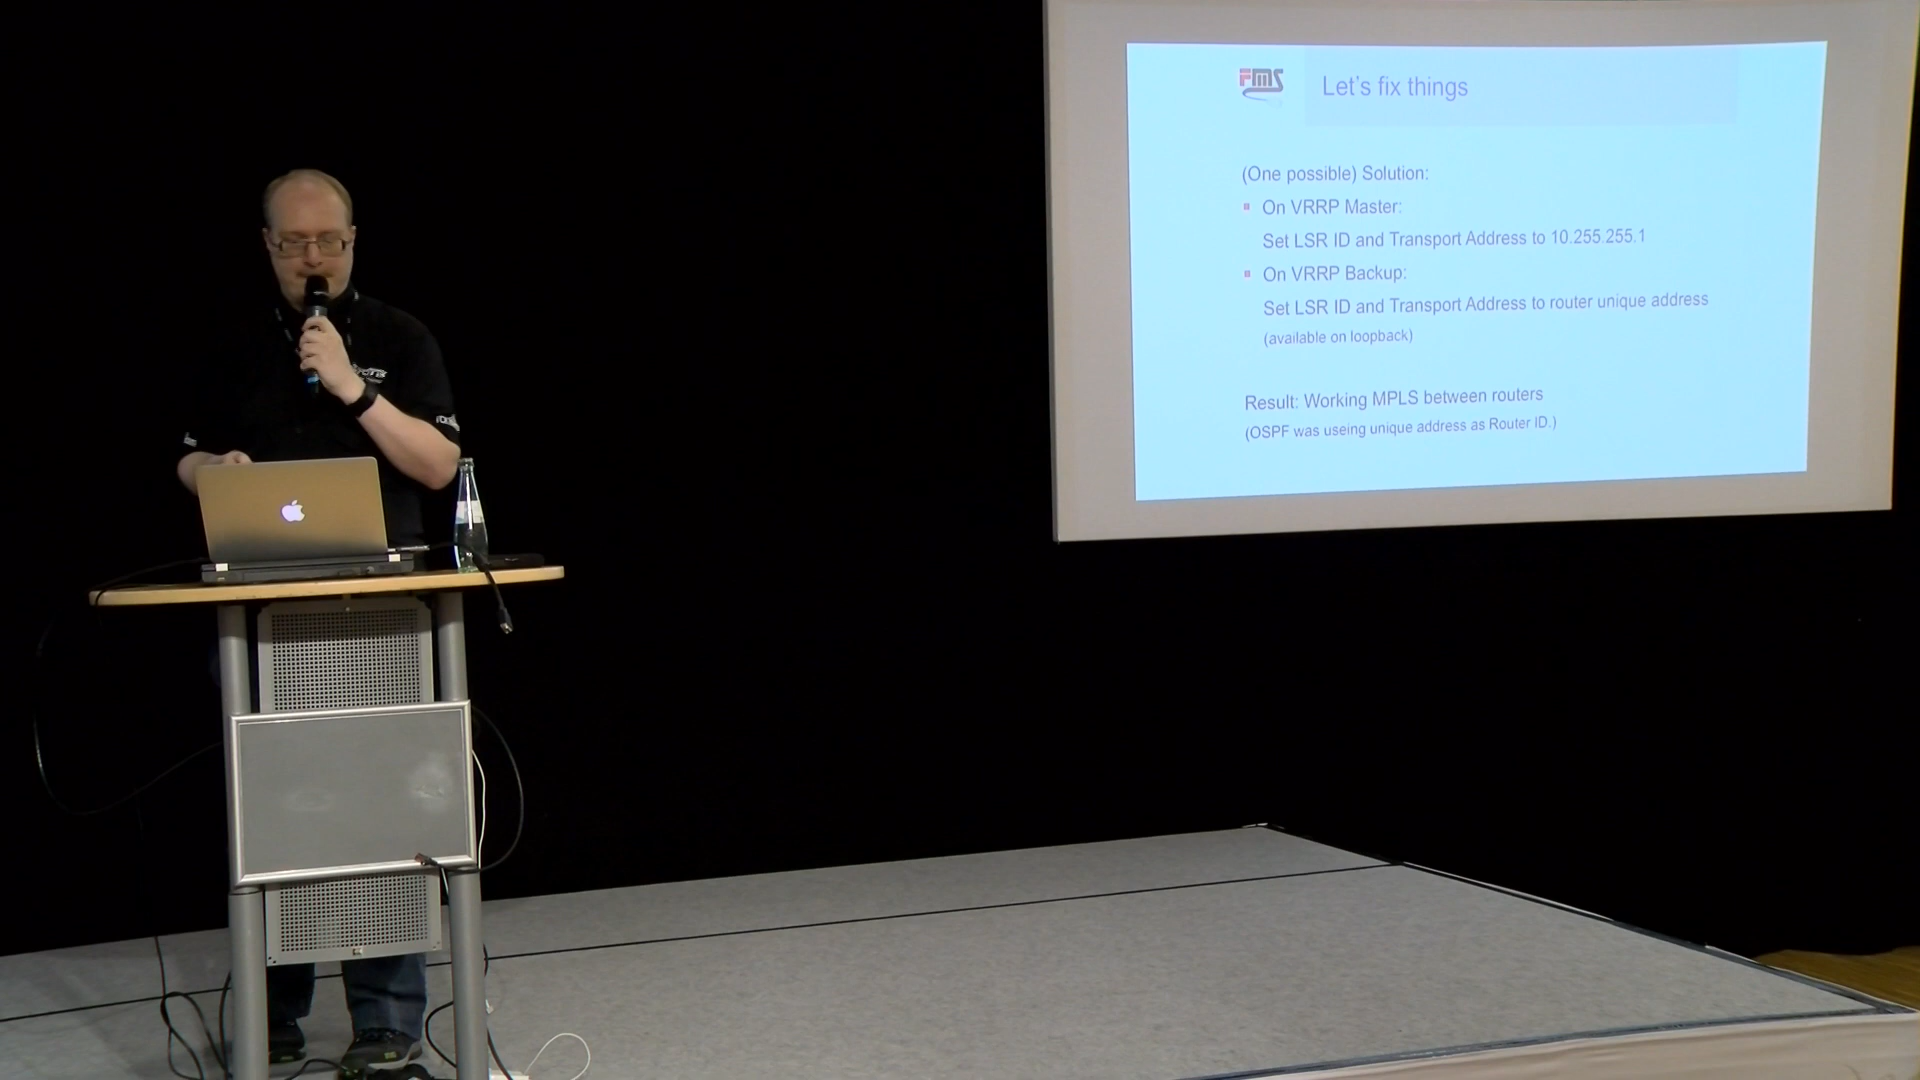 FMS
Let's fix things
(One possible) Solution:
On VRRP Master:
Set LSR ID and Transport Address to 10.255.255.1
On VRRP Backup:
Set LSR ID and Transport Address to router unique address
(available on loopback)
Result: Working MPLS between routers
(OSPF was useing unique address as Router ID.)